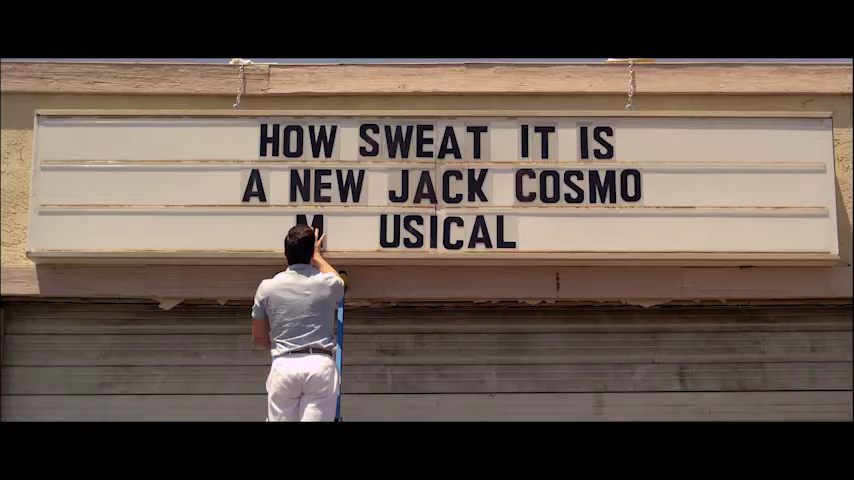 HOW SWEAT IT IS
A NEW JACK COSMO
M USICAL